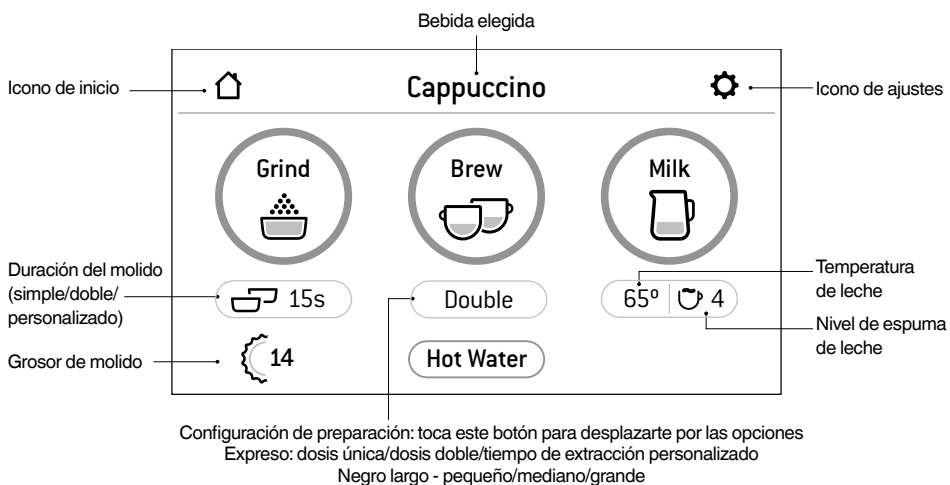 Bebida elegida
Icono de inicio
Cappuccino
Icono de ajustes
Grind
Brew
Milk
Duración del molido
(simple/doble/
personalizado)
15s
Double
65º
4
Temperatura
de leche
Nivel de espuma
de leche
Grosor de molido
14
Hot Water
Configuración de preparación: toca este botón para desplazarte por las opciones
Expreso: dosis única/dosis doble/tiempo de extracción personalizado
Negro largo - pequeño/mediano/grande